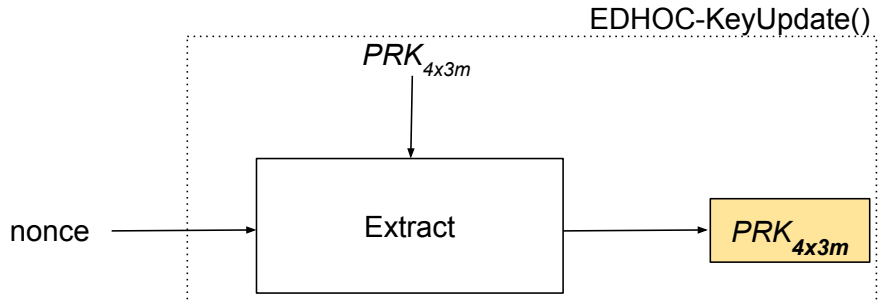 EDHOC-KeyUpdate()
PRK4x3m
nonce
Extract
PRK4x3m